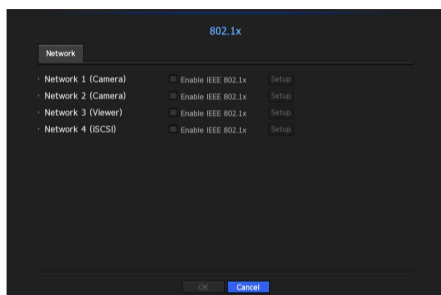 802.1x
Network
Network 1 (Camera) Enable IEEE 802.1x Setup
Network 2 (Camera) Enable IEEE 802.1x Setup
Network 3 (Viewer) Enable IEEE 802.1x Setup
Network 4 (iSCSI) Enable IEEE 802.1x Setup
OK Cancel